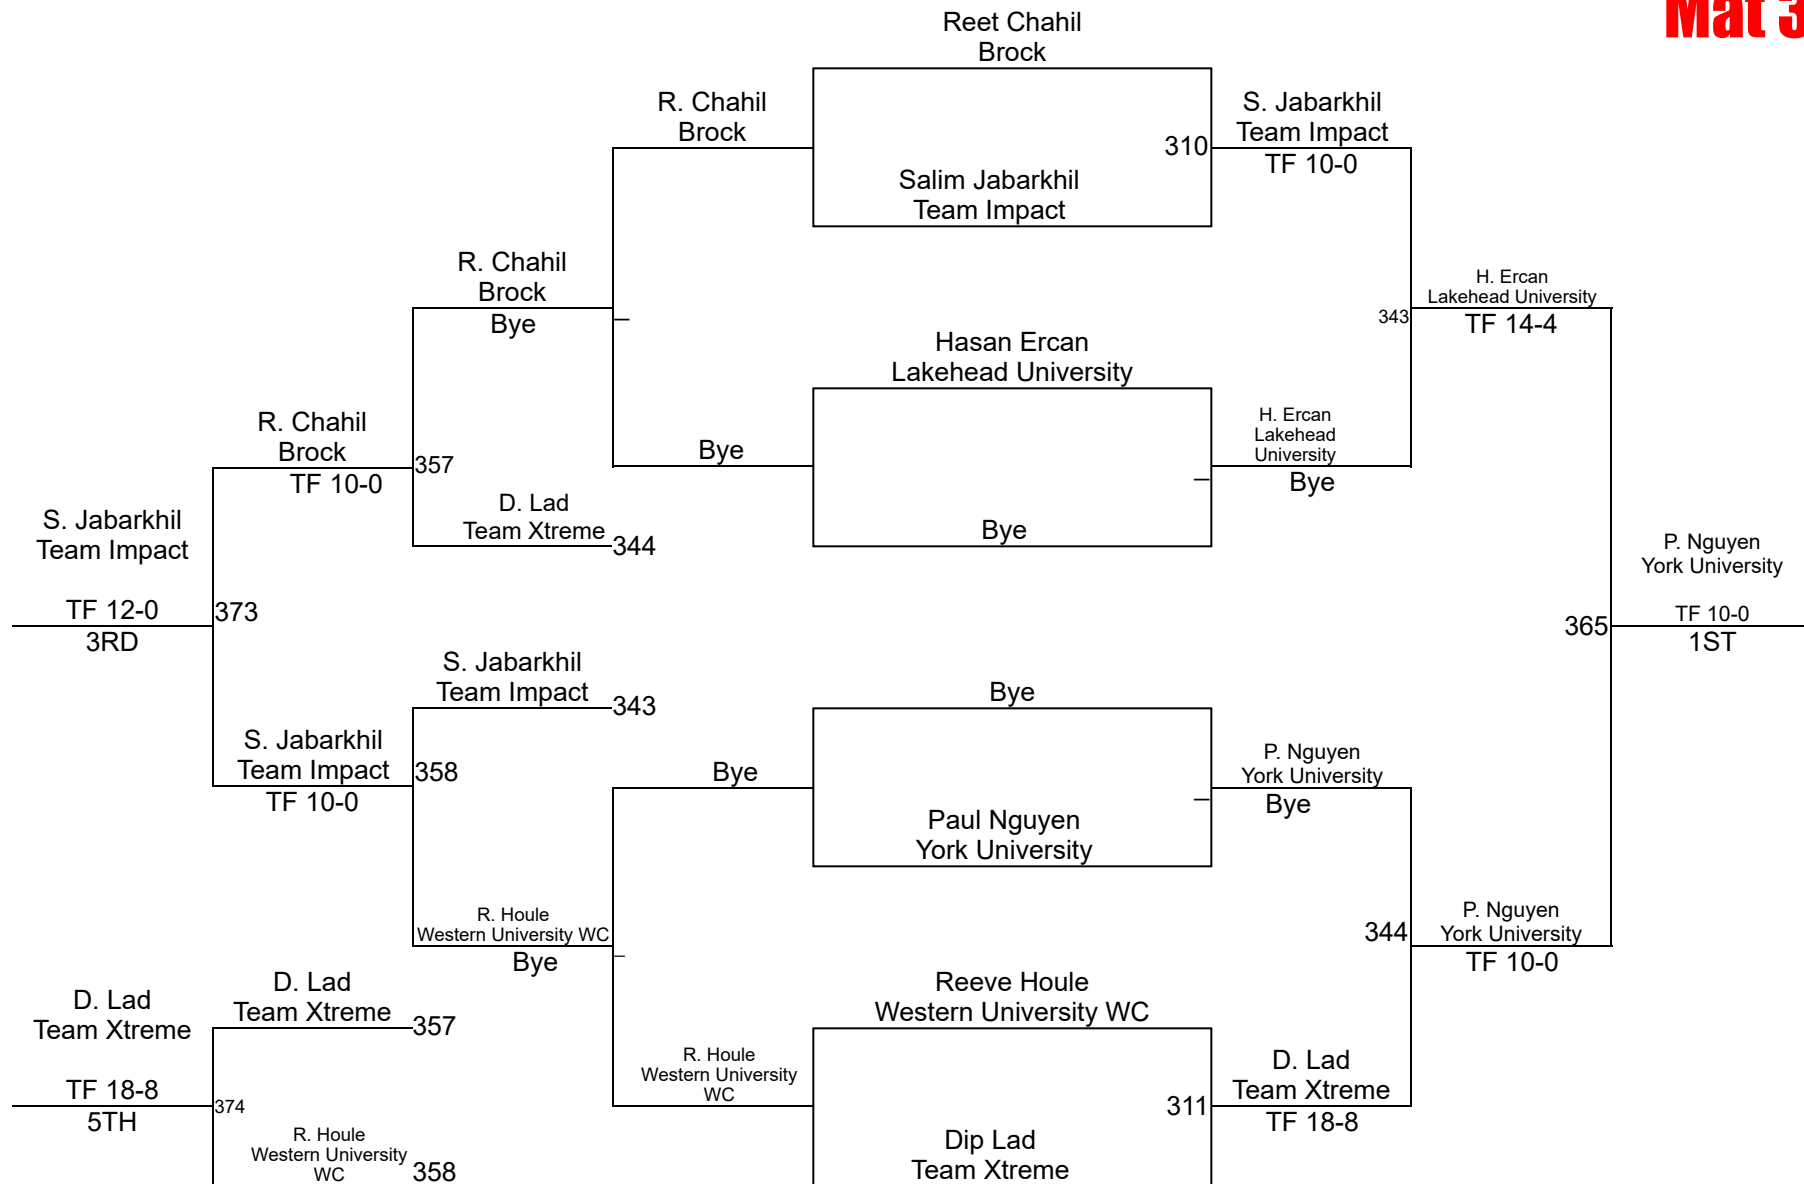 Mat 3
Reet Chahil
Brock
R. Chahil
Brock
S. Jabarkhil
Team Impact
310
TF 10-0
Salim Jabarkhil
Team Impact
R. Chahil
Brock
Bye
H. Ercan
Lakehead University
343
TF 14-4
Hasan Ercan
Lakehead University
R. Chahil
Brock
357
TF 10-0
Bye
H. Ercan
Lakehead
University
Bye
D. Lad
Team Xtreme
344
Bye
S. Jabarkhil
Team Impact
TF 12-0
373
3RD
P. Nguyen
York University
365
TF 10-0
1ST
S. Jabarkhil
Team Impact
343
Bye
S. Jabarkhil
Team Impact
358
TF 10-0
Bye
P. Nguyen
York University
Bye
Paul Nguyen
York University
R. Houle
Western University WC
Bye
344
P. Nguyen
York University
TF 10-0
D. Lad
Team Xtreme
D. Lad
Team Xtreme
357
Reeve Houle
Western University WC
TF 18-8
374
5TH
R. Houle
Western University
WC
D. Lad
Team Xtreme
311
TF 18-8
R. Houle
Western University
WC
358
Dip Lad
Team Xtreme